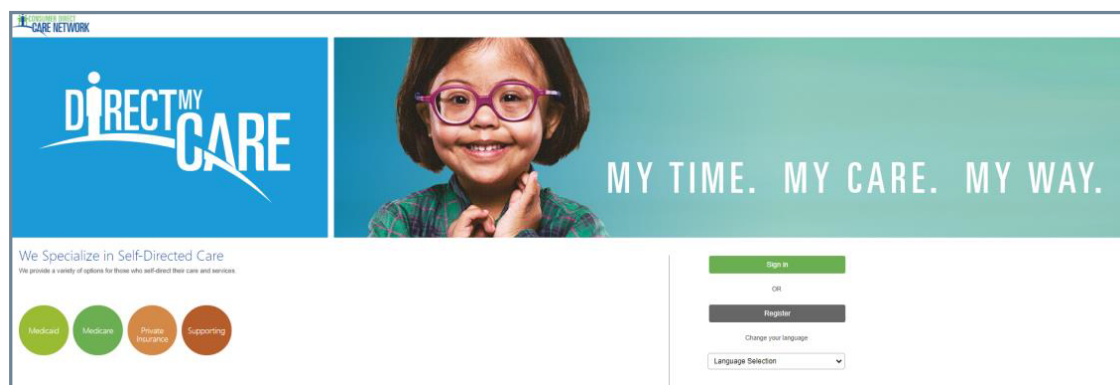 CONSUMER DIRECT
CARE NETWORK
DIRECT MY
CARE
MY TIME. MY CARE. MY WAY.
We Specialize in Self-Directed Care
We provide a variety of options for those who self-direct their care and services.
Medicaid
Medicare
Private
Insurance
Supporting
Sign in
OR
Register
Change your language
Language Selection